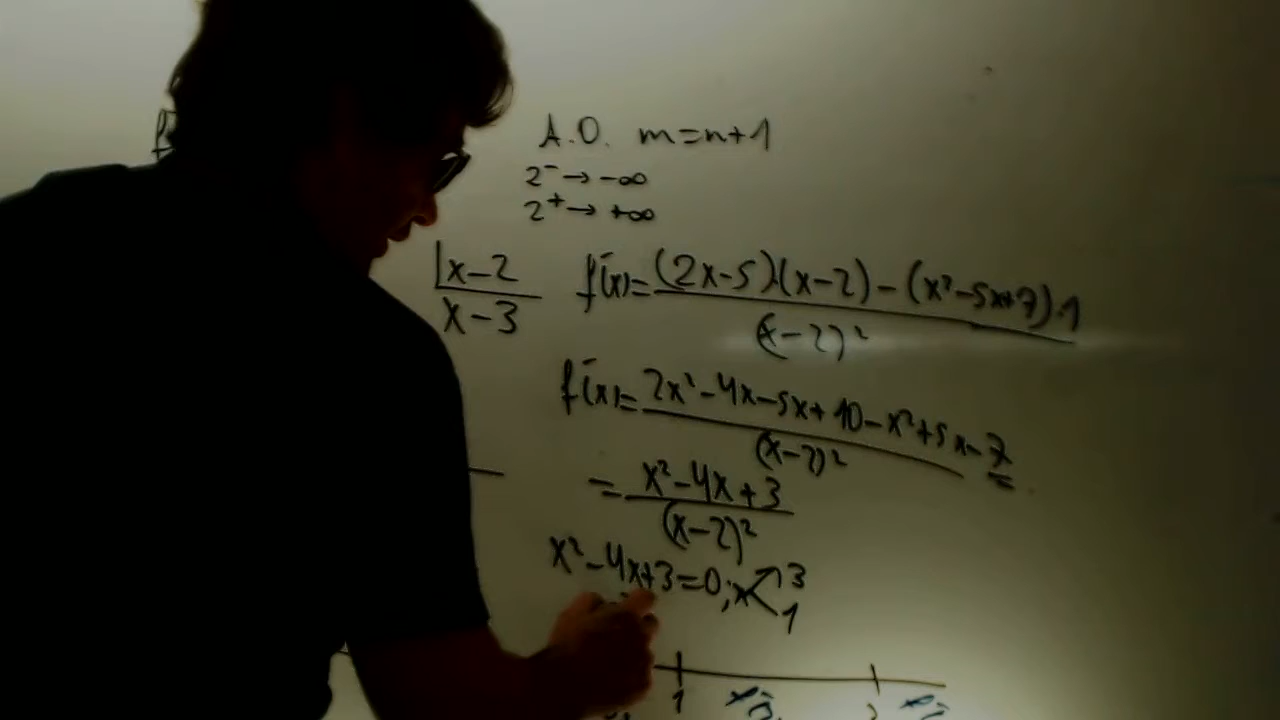 A.O. m=n+1
2⁻ → -∞
2⁺ → +∞
|x-2
x-3
f'(x)= (2x-5)·(x-2) - (x²-5x+7)·1
(x-2)²
f'(x)= 2x²-4x-5x+10-x²+5x-7
(x-2)²
= x²-4x+3
(x-2)²
x²-4x+3=0; x
3
1
1